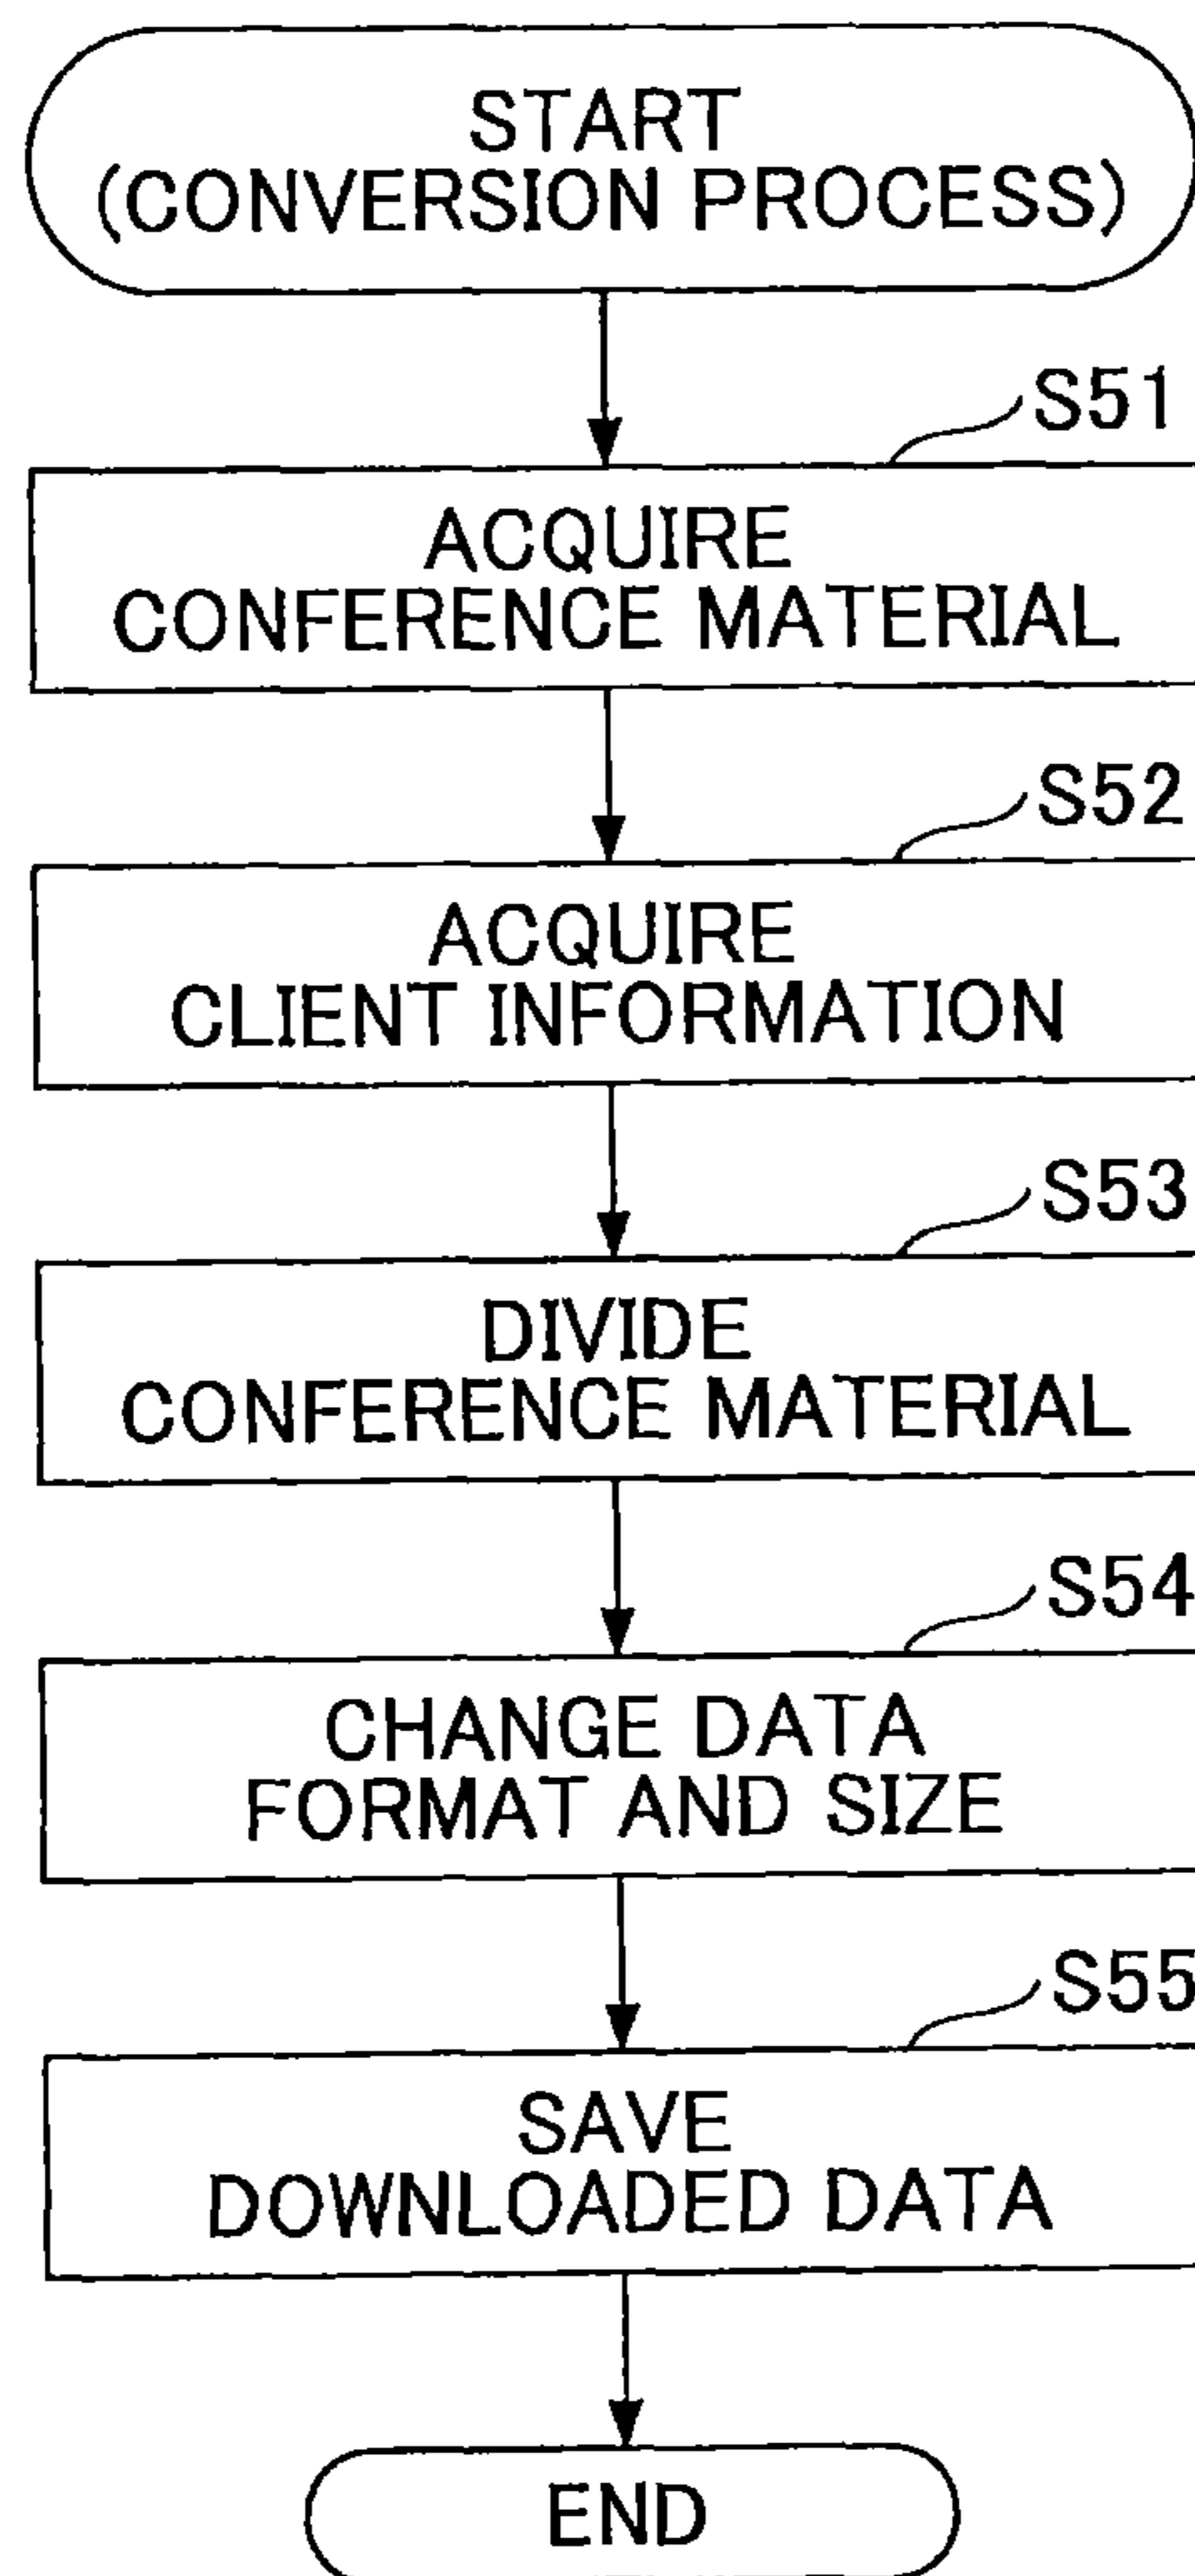 START
(CONVERSION PROCESS)
S51
ACQUIRE
CONFERENCE MATERIAL
S52
ACQUIRE
CLIENT INFORMATION
S53
DIVIDE
CONFERENCE MATERIAL
S54
CHANGE DATA
FORMAT AND SIZE
S55
SAVE
DOWNLOADED DATA
END